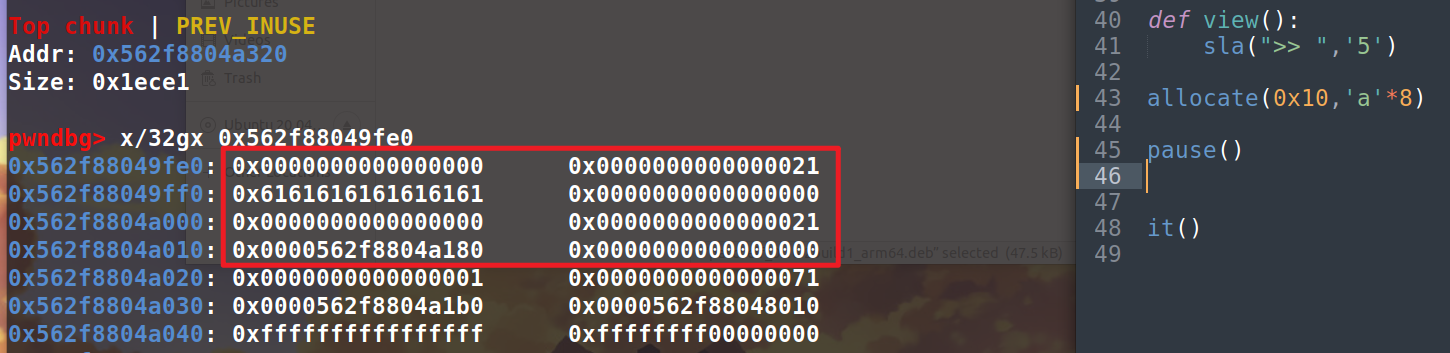 Pictures
Top chunk | PREV_INUSE
Addr: 0x562f8804a320
Size: 0x1ece1
Trash
Ubuntu 20.04
pwndbg> x/32gx 0x562f88049fe0
0x562f88049fe0: 0x0000000000000000 0x0000000000000021
0x562f88049ff0: 0x6161616161616161 0x0000000000000000
0x562f8804a000: 0x0000000000000000 0x0000000000000021
0x562f8804a010: 0x0000562f8804a180 0x0000000000000000
uild1_arm64.deb" selected (47.5 kB)
0x562f8804a020: 0x0000000000000001 0x0000000000000071
0x562f8804a030: 0x0000562f8804a1b0 0x0000562f88048010
0x562f8804a040: 0xffffffffffffffff 0xffffffff00000000
40 def view():
41 sla(">> ",'5')
42
43 allocate(0x10,'a'*8)
44
45 pause()
46
47
48 it()
49